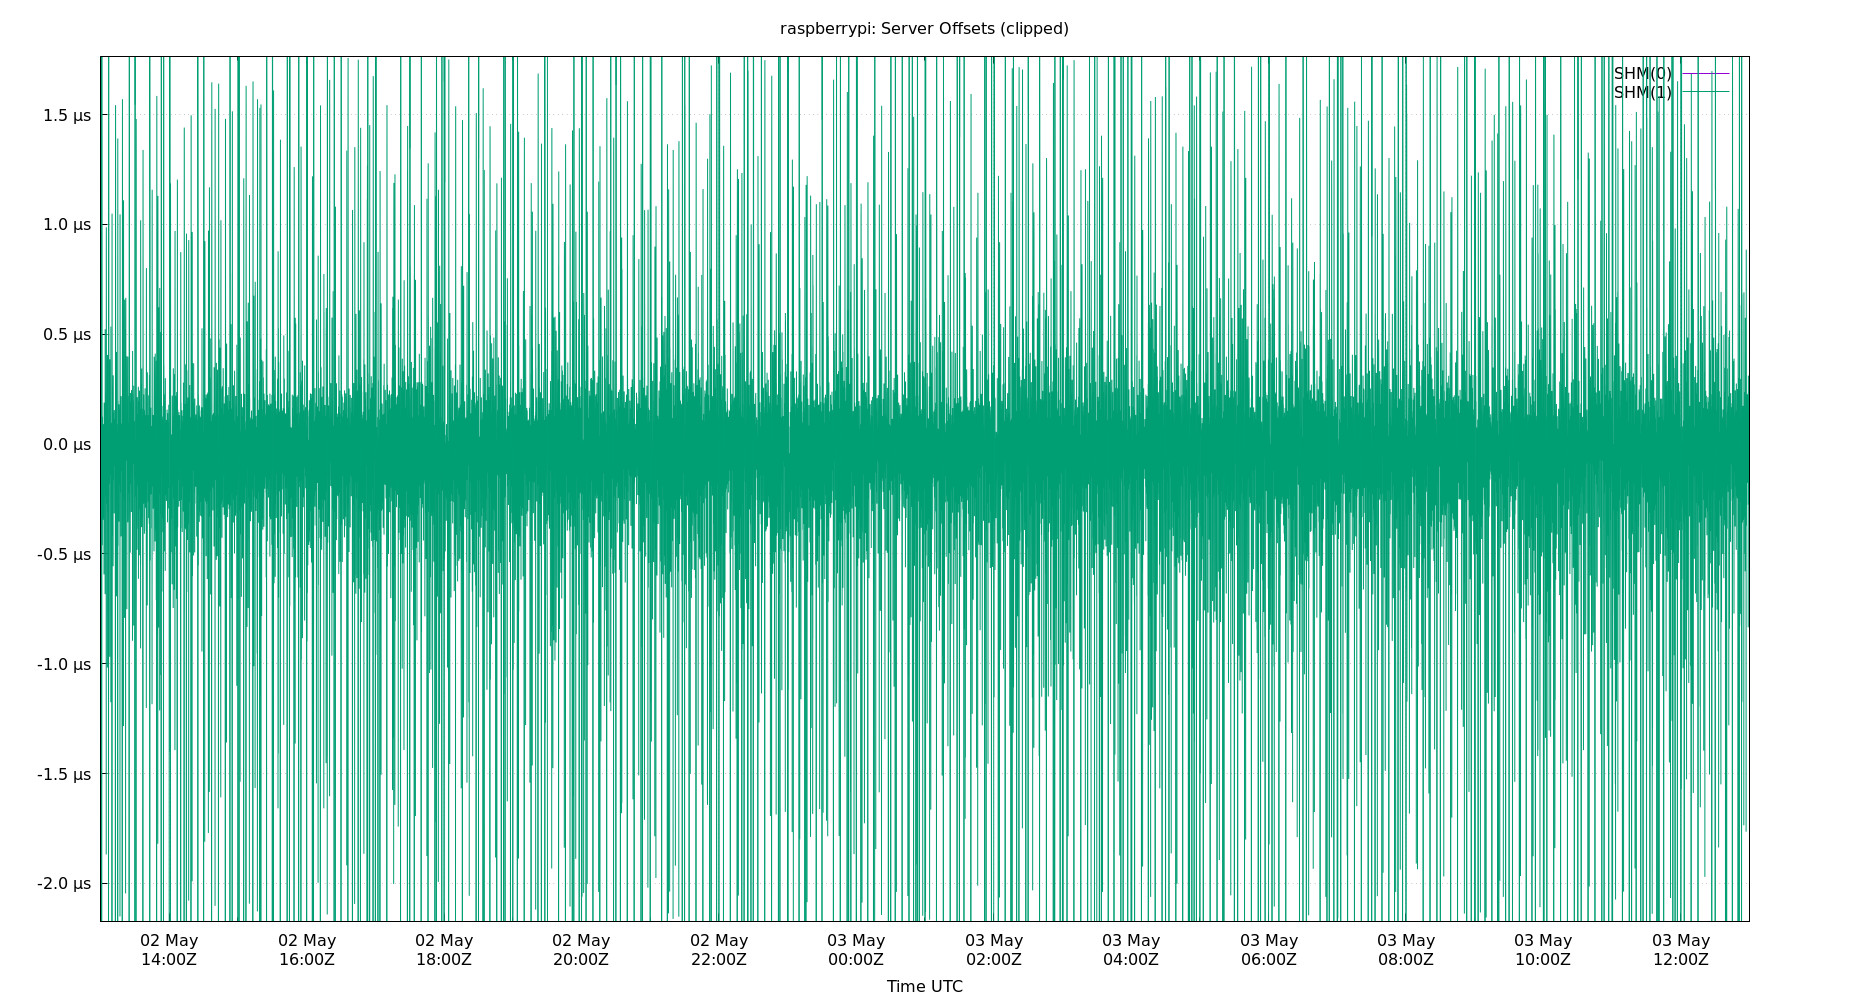 raspberrypi: Server Offsets (clipped)
SHM(0)
SHM(1)
1.5 µs
1.0 µs
0.5 µs
0.0 µs
-0.5 µs
-1.0 µs
-1.5 µs
-2.0 µs
02 May 02 May 02 May 02 May 02 May 03 May 03 May 03 May 03 May 03 May 03 May 03 May
14:00Z 16:00Z 18:00Z 20:00Z 22:00Z 00:00Z 02:00Z 04:00Z 06:00Z 08:00Z 10:00Z 12:00Z
Time UTC